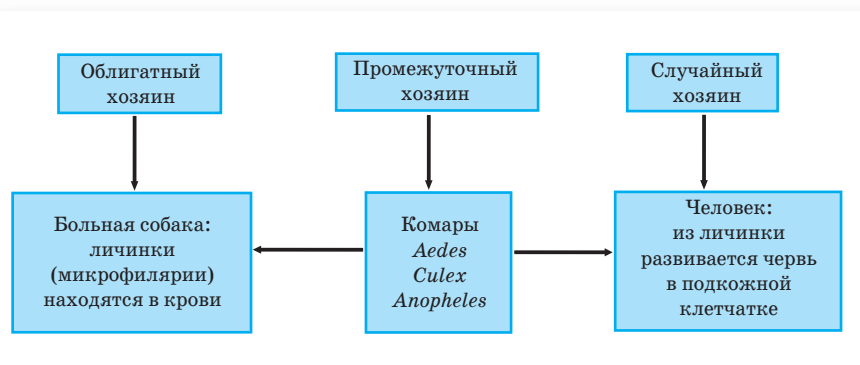 Облигатный
хозяин
Промежуточный
хозяин
Случайный
хозяин
Больная собака:
личинки
(микрофилярии)
находятся в крови
Комары
Aedes
Culex
Anopheles
Человек:
из личинки
развивается червь
в подкожной
клетчатке